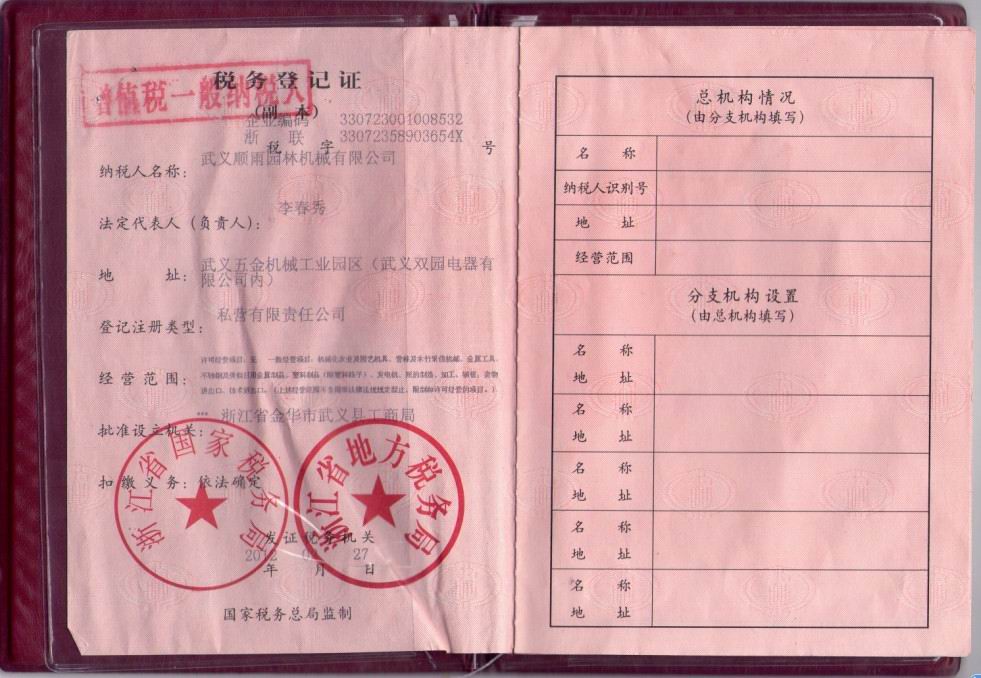 税务登记证
增值税一般纳税人
(副 本)
企业编码 330723001008532
浙 联 33072358903654X
税 字 号
纳税人名称: 武义顺雨园林机械有限公司
法定代表人(负责人): 李春秀
地 址: 武义五金机械工业园区(武义双园电器有
限公司内)
登记注册类型: 私营有限责任公司
经营范围:
批准设立机关: *** 浙江省金华市武义县工商局
扣缴义务: 依法确定
浙江省国家税务局
浙江省地方税务局
发证税务机关
2012 27
年 月 日
国家税务总局监制
总机构情况
(由分支机构填写)
名 称
纳税人识别号
地 址
经营范围
分支机构设置
(由总机构填写)
名 称
地 址
名 称
地 址
名 称
地 址
名 称
地 址
名 称
地 址